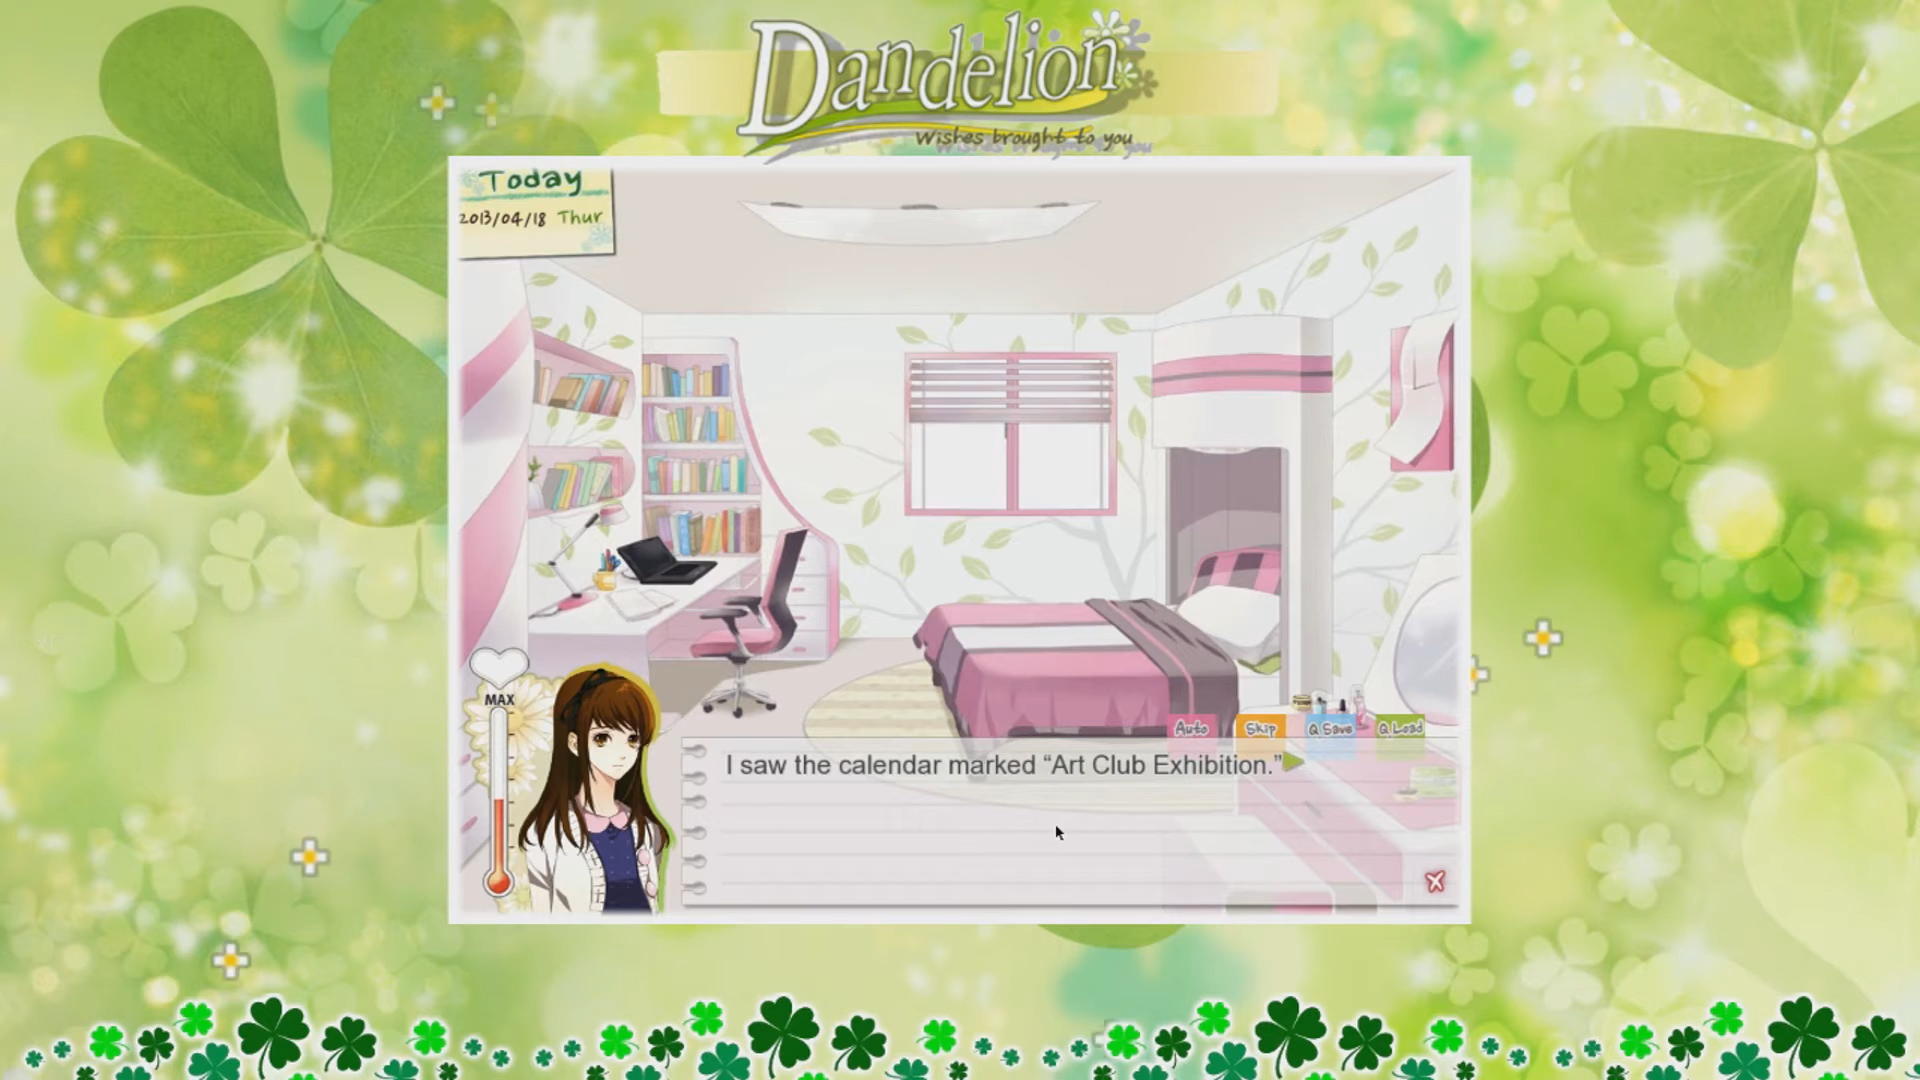 Dandelion
Wishes brought to you
Today
2013/04/18 Thur
MAX
Auto
Skip
Q Save
Q Load
I saw the calendar marked “Art Club Exhibition.”